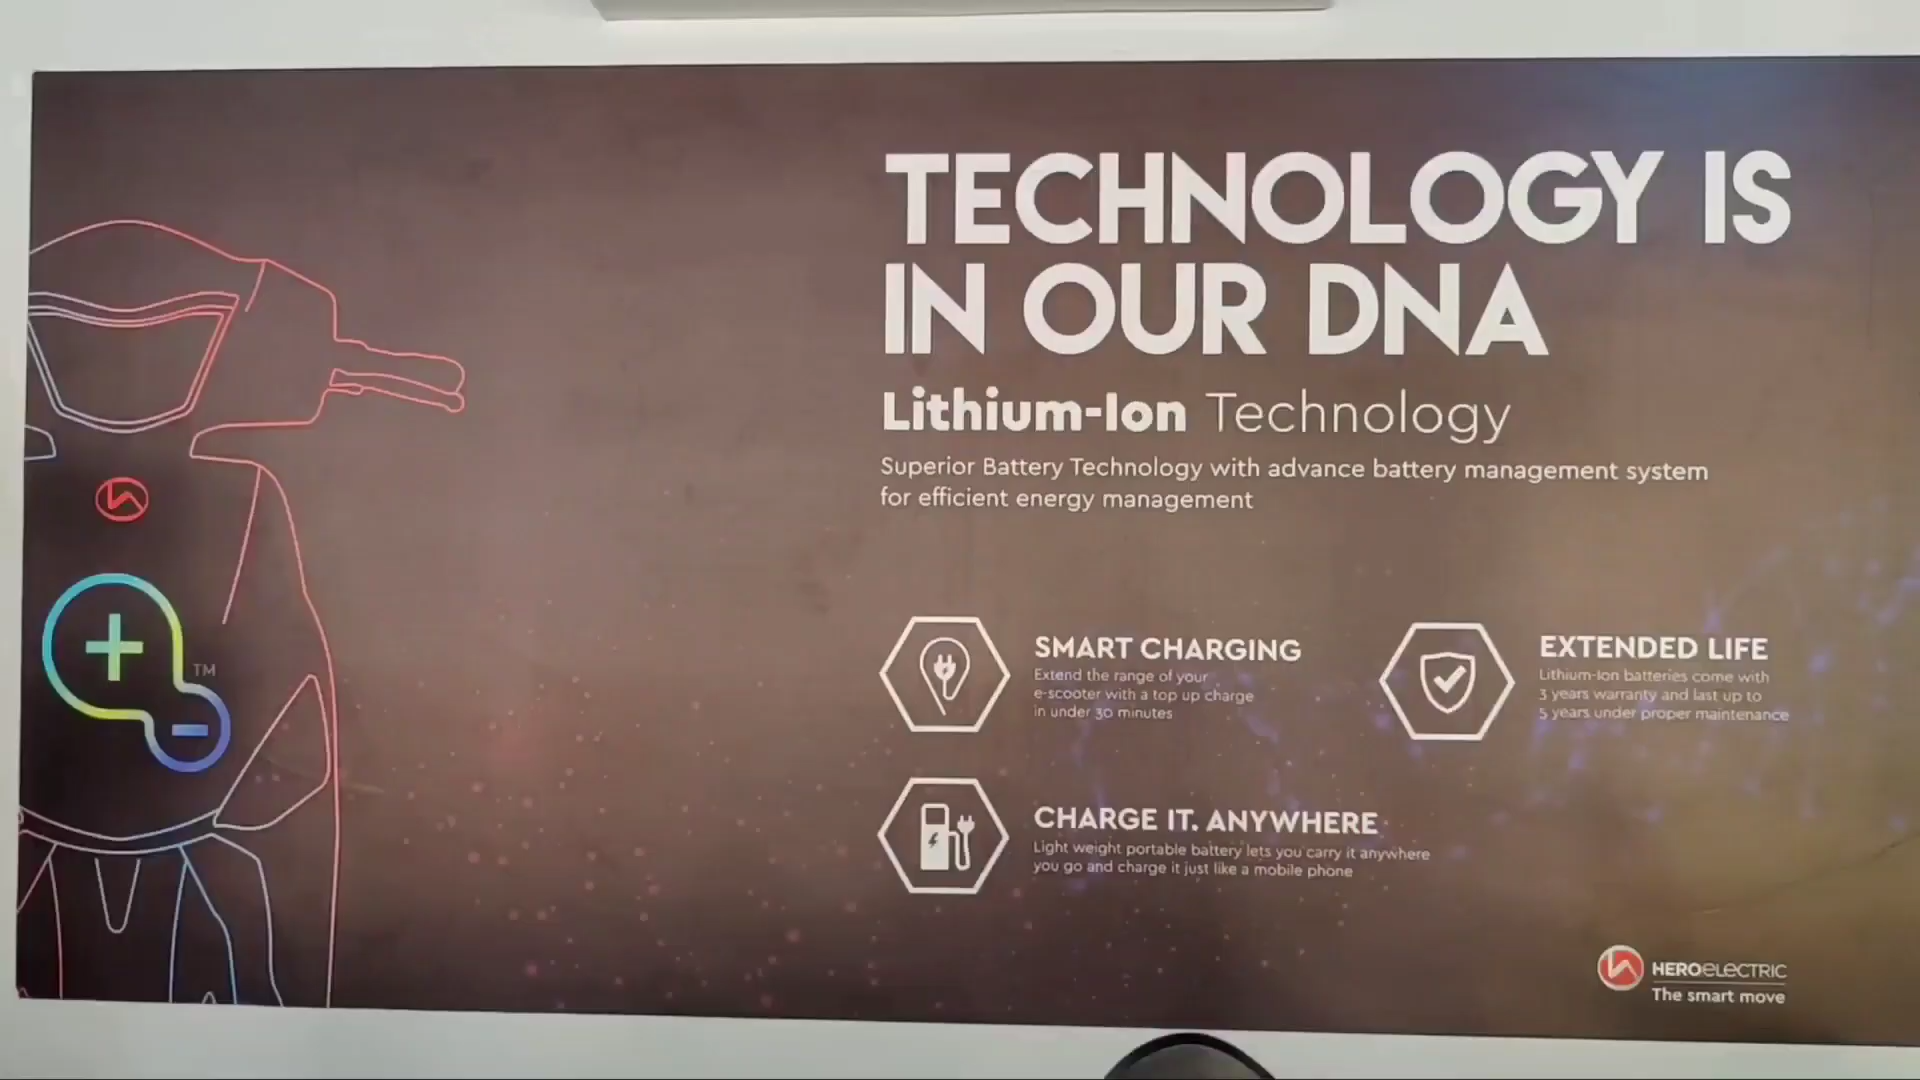 TECHNOLOGY IS
IN OUR DNA
Lithium-Ion Technology
Superior Battery Technology with advance battery management system
for efficient energy management
SMART CHARGING
Extend the range of your
e-scooter with a top up charge
in under 30 minutes
EXTENDED LIFE
Lithium-Ion batteries come with
3 years warranty and last up to
5 years under proper maintenance
CHARGE IT. ANYWHERE
Light weight portable battery lets you carry it anywhere
you go and charge it just like a mobile phone
+
TM
-
HERO ELECTRIC
The smart move